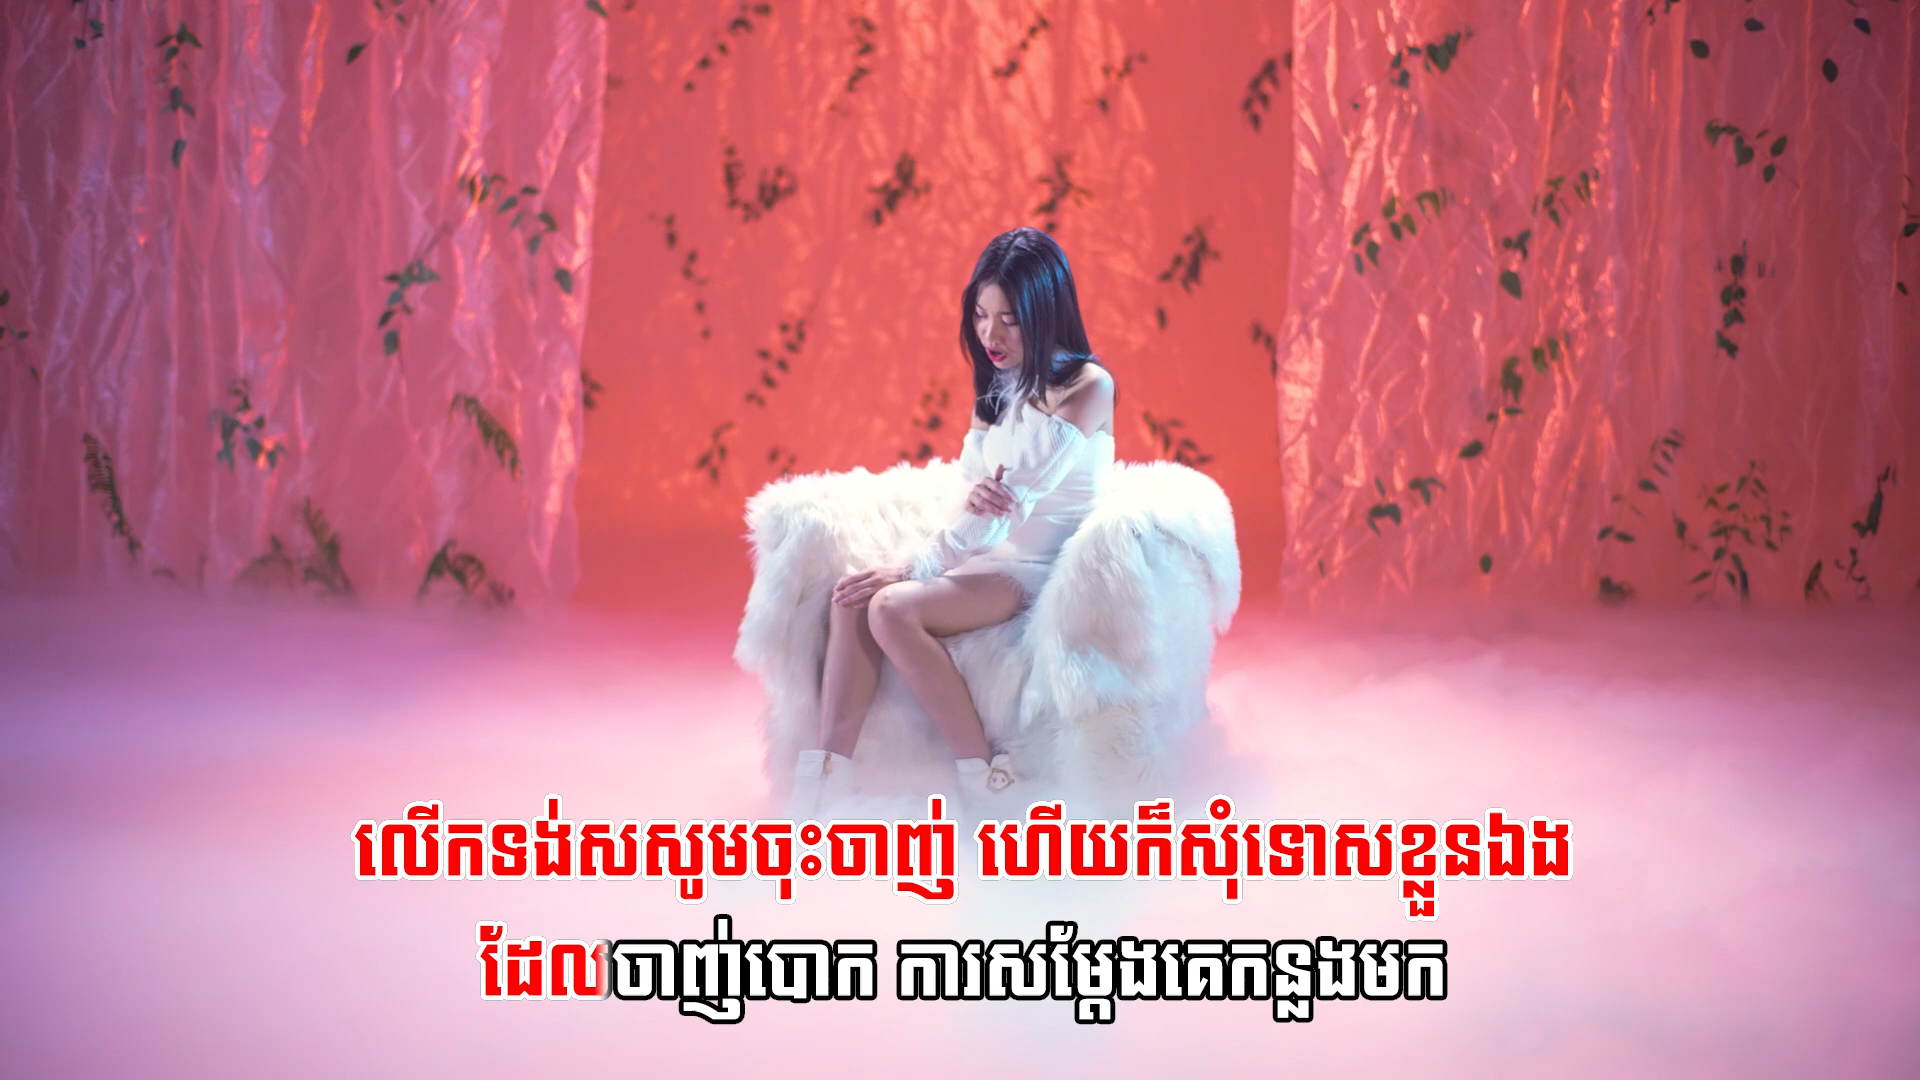 លើកទង់សសូមចុះចាញ់ ហើយក៏សុំទោសខ្លួនឯង
ដែលចាញ់បោក ការសម្ដែងគេកន្លងមក